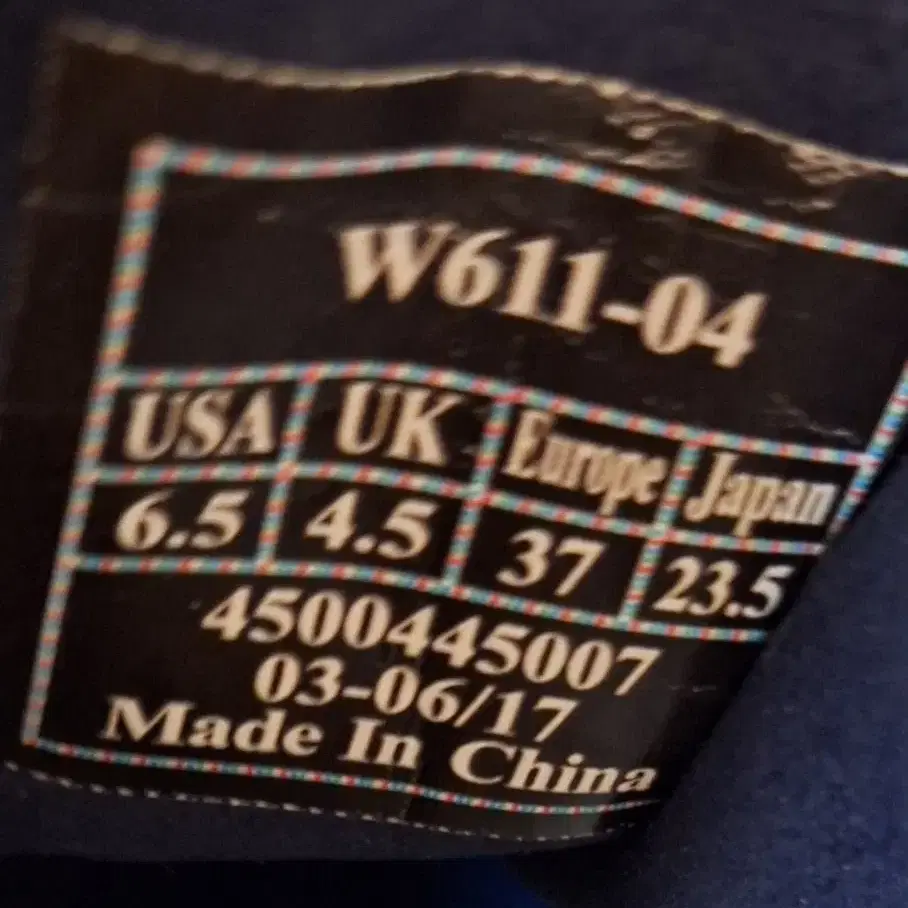 W611-04
USA UK Europe Japan
6.5 4.5 37 23.5
4500445007
03-06/17
Made In China